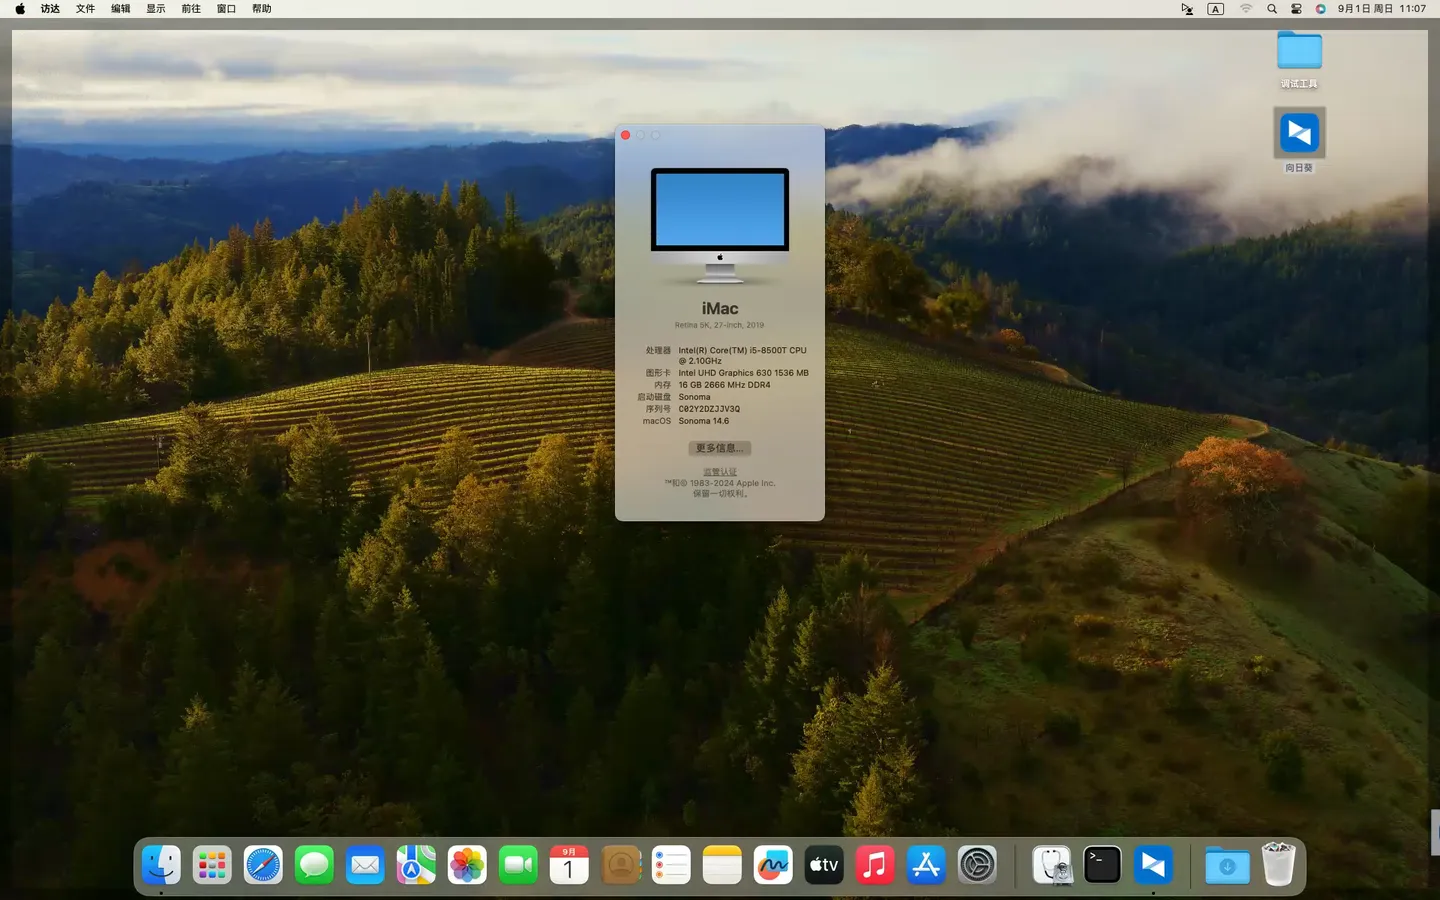 访达 文件 编辑 显示 前往 窗口 帮助
A
9月1日 周日 11:07
调试工具
向日葵
iMac
Retina 5K, 27-inch, 2019
处理器 Intel(R) Core(TM) i5-8500T CPU @ 2.10GHz
图形卡 Intel UHD Graphics 630 1536 MB
内存 16 GB 2666 MHz DDR4
启动磁盘 Sonoma
序列号 C02Y2DZJJV3Q
macOS Sonoma 14.6
更多信息...
监管认证
™和© 1983-2024 Apple Inc.
保留一切权利。
9月
1
tv
>_